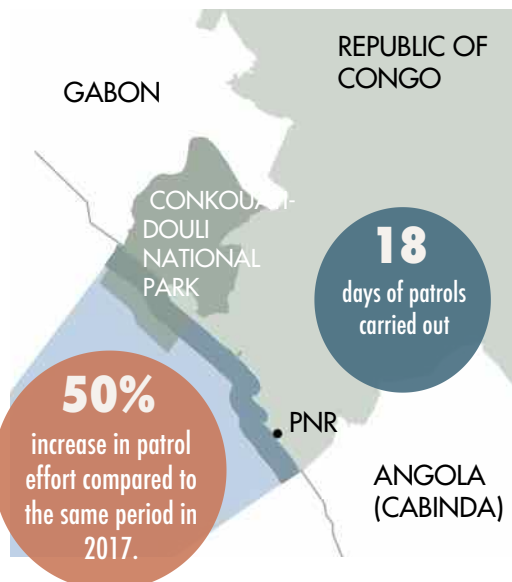 REPUBLIC OF
CONGO
GABON
CONKOUATI-
DOULI
NATIONAL
PARK
18
days of patrols
carried out
50%
increase in patrol
effort compared to
the same period in
2017.
PNR
ANGOLA
(CABINDA)